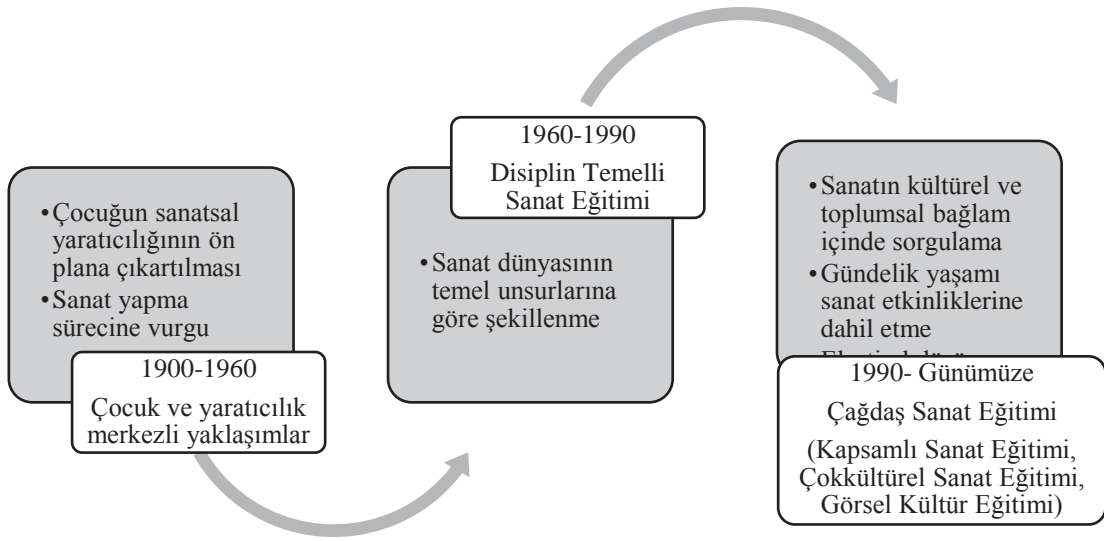 •Çocuğun sanatsal
yaratıcılığının ön
plana çıkartılması
•Sanat yapma
sürecine vurgu
1900-1960
Çocuk ve yaratıcılık
merkezli yaklaşımlar
1960-1990
Disiplin Temelli
Sanat Eğitimi
•Sanat dünyasının
temel unsurlarına
göre şekillenme
•Sanatın kültürel ve
toplumsal bağlam
içinde sorgulama
•Gündelik yaşamı
sanat etkinliklerine
dahil etme
1990- Günümüze
Çağdaş Sanat Eğitimi
(Kapsamlı Sanat Eğitimi,
Çokkültürel Sanat Eğitimi,
Görsel Kültür Eğitimi)